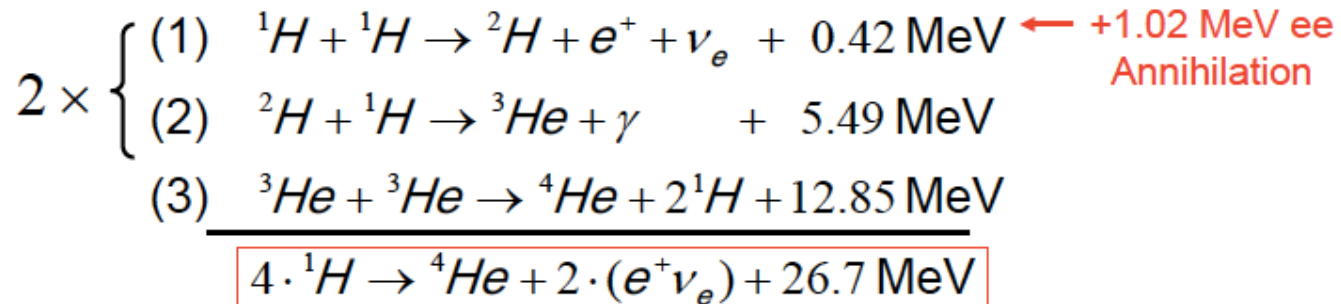 2 × { (1) ¹H + ¹H → ²H + e⁺ + νₑ + 0.42 MeV ← +1.02 MeV ee
Annihilation
(2) ²H + ¹H → ³He + γ + 5.49 MeV
(3) ³He + ³He → ⁴He + 2¹H + 12.85 MeV
4·¹H → ⁴He + 2·(e⁺νₑ) + 26.7 MeV